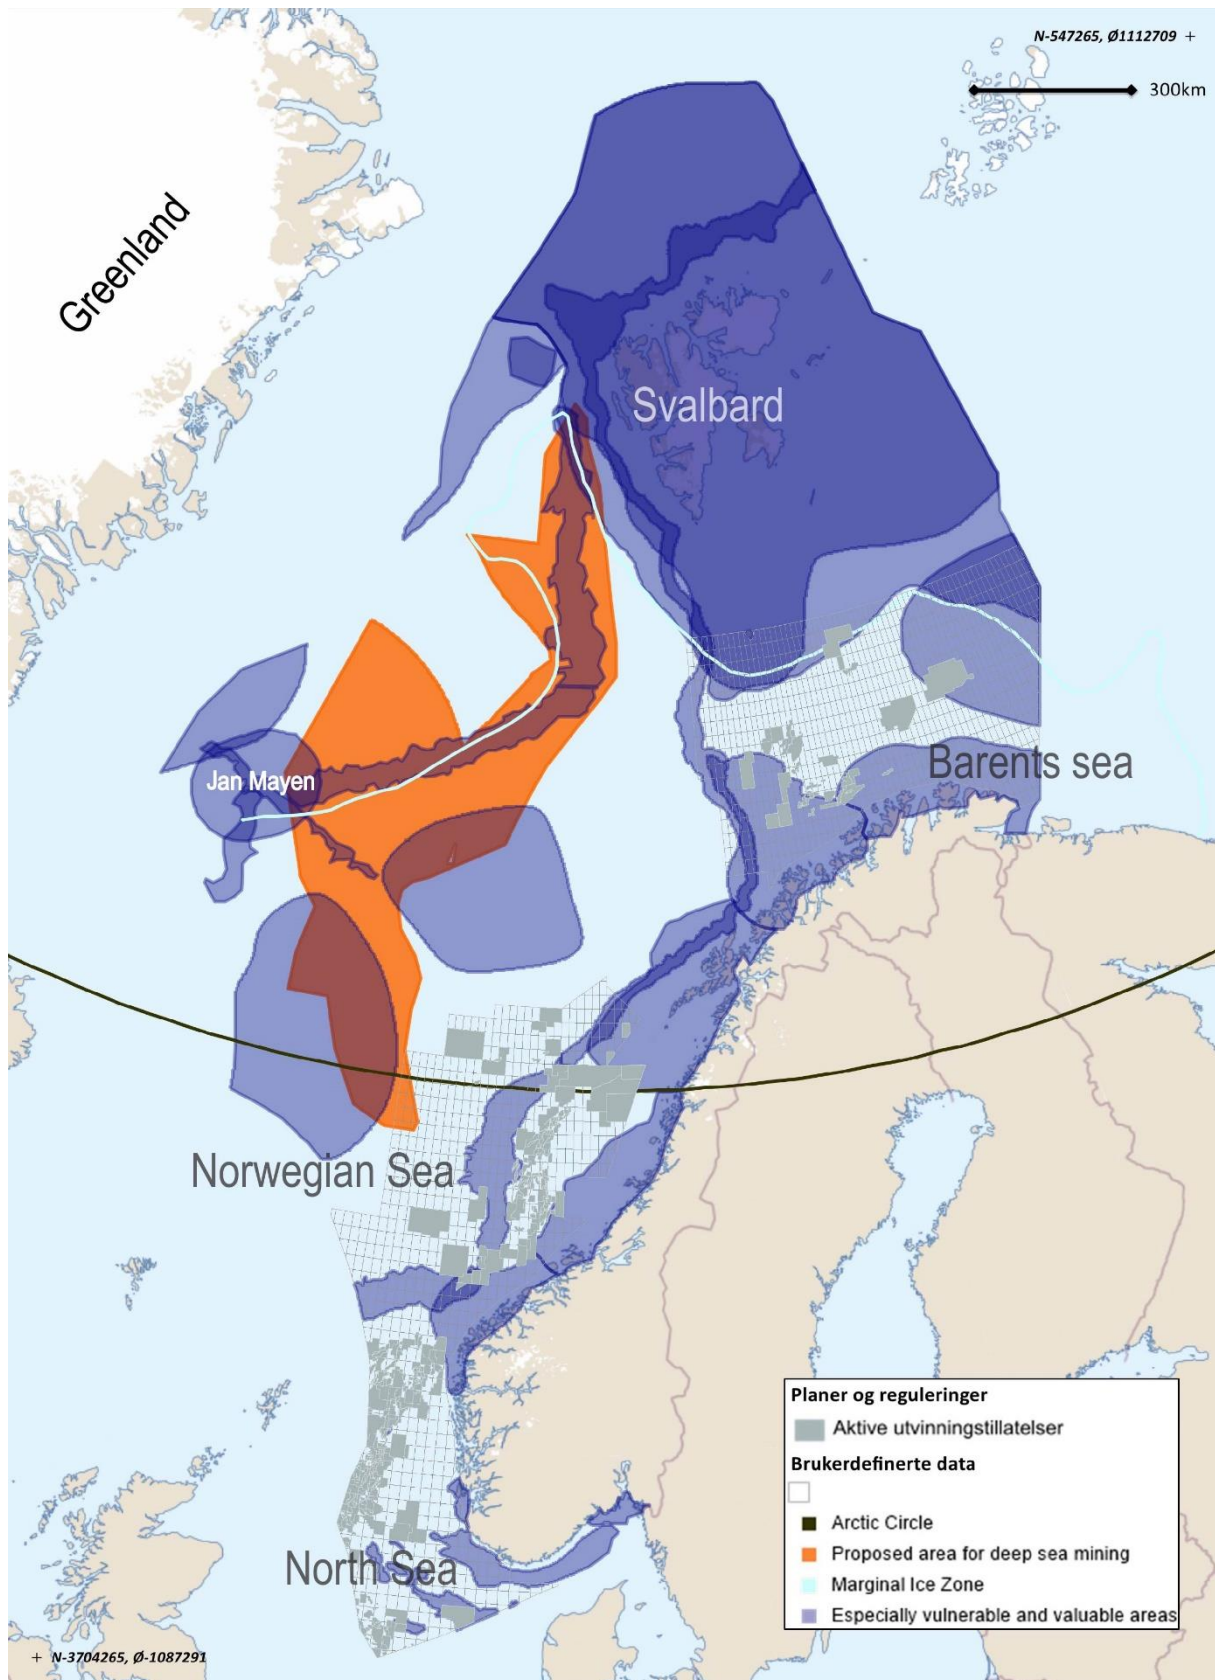 N-547265, Ø1112709 +
300km
Greenland
Svalbard
Jan Mayen
Barents sea
Norwegian Sea
North Sea
Planer og reguleringer
Aktive utvinningstillatelser
Brukerdefinerte data
Arctic Circle
Proposed area for deep sea mining
Marginal Ice Zone
Especially vulnerable and valuable areas
+ N-3704265, Ø-1087291